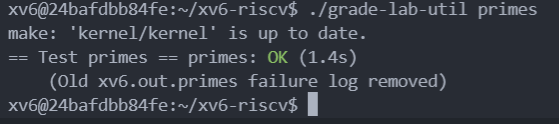 xv6@24bafdbb84fe:~/xv6-riscv$ ./grade-lab-util primes
make: 'kernel/kernel' is up to date.
== Test primes == primes: OK (1.4s)
    (Old xv6.out.primes failure log removed)
xv6@24bafdbb84fe:~/xv6-riscv$